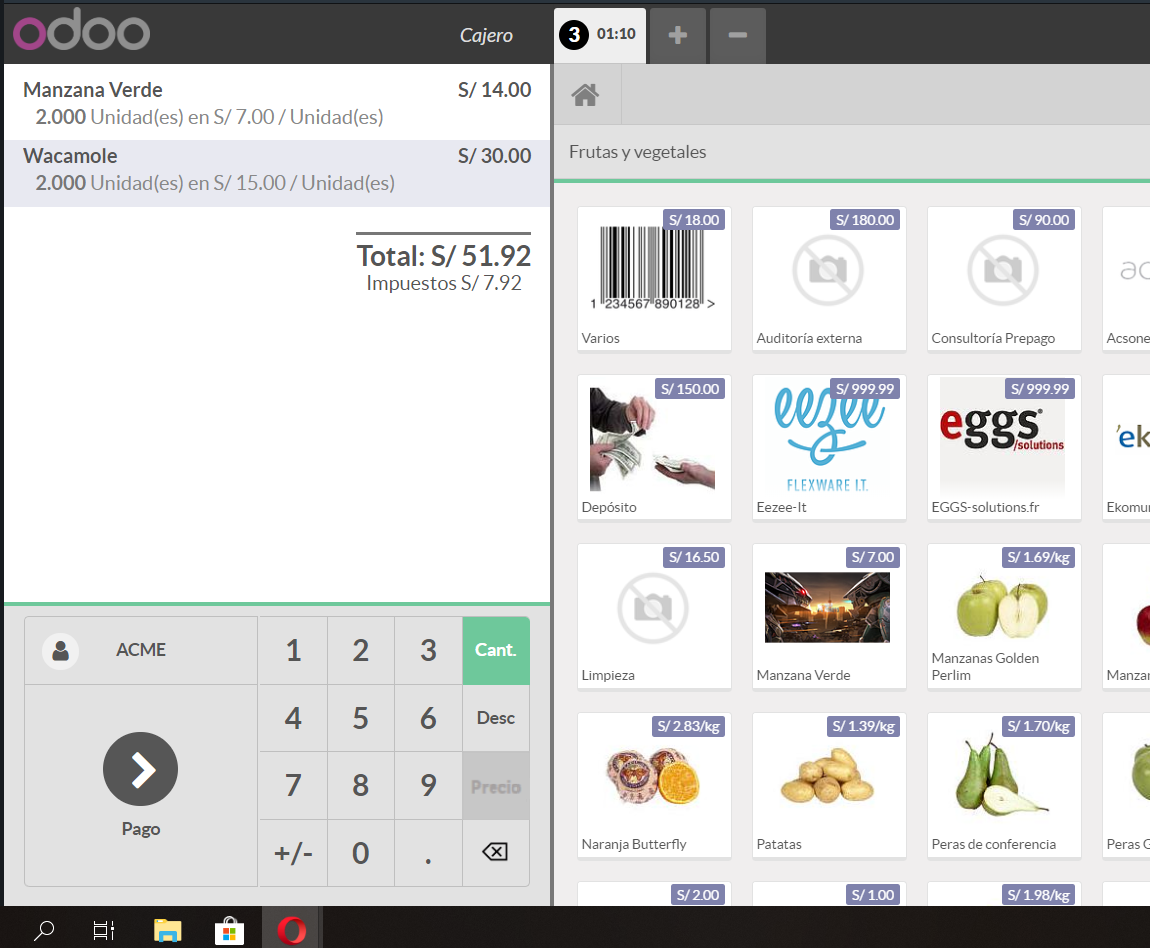 odoo
Cajero
3 01:10
+
−
Manzana Verde S/ 14.00
2.000 Unidad(es) en S/ 7.00 / Unidad(es)
Wacamole S/ 30.00
2.000 Unidad(es) en S/ 15.00 / Unidad(es)
Total: S/ 51.92
Impuestos S/ 7.92
ACME
1 2 3 Cant.
4 5 6 Desc
7 8 9 Precio
+/- 0 .
Pago
Frutas y vegetales
S/ 18.00
1 234567 890128 >
Varios
S/ 180.00
Auditoría externa
S/ 90.00
Consultoría Prepago
ac
Acsone
S/ 150.00
Depósito
S/ 999.99
eezee
FLEXWARE I.T.
Eezee-It
S/ 999.99
eggs
/solutions
EGGS-solutions.fr
'ek
Ekomu
S/ 16.50
Limpieza
S/ 7.00
Manzana Verde
S/ 1.69/kg
Manzanas Golden
Perlim
Manzan
S/ 2.83/kg
Naranja Butterfly
S/ 1.39/kg
Patatas
S/ 1.70/kg
Peras de conferencia
Peras G
S/ 2.00
S/ 1.00
S/ 1.98/kg